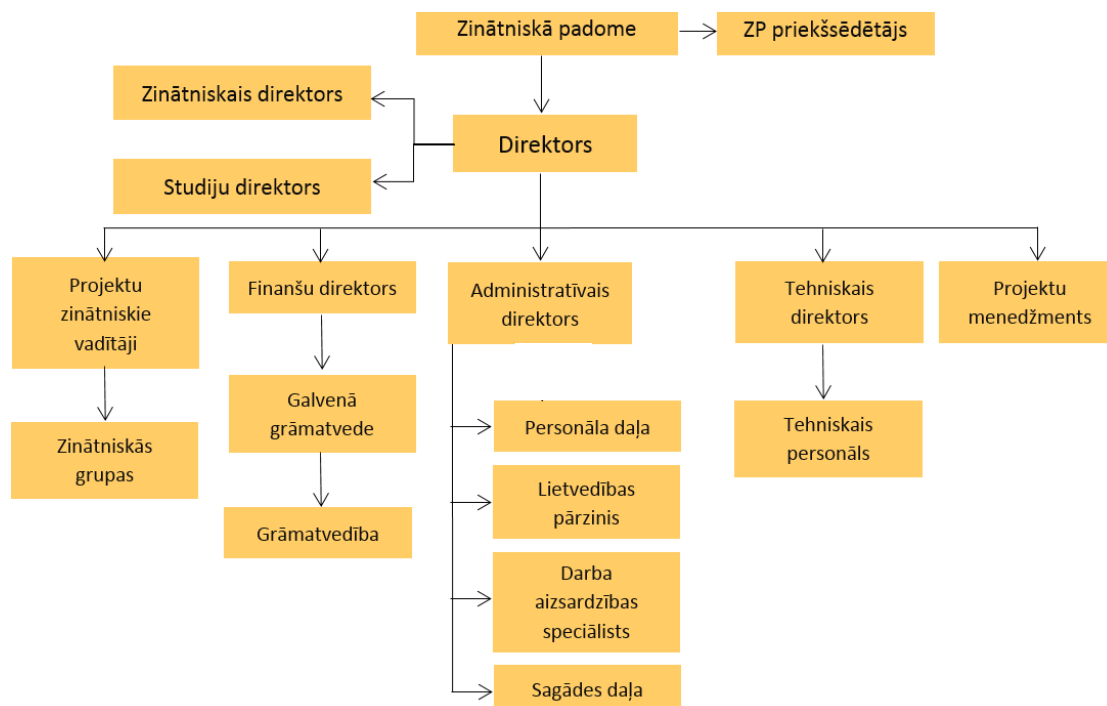 Zinātniskā padome
ZP priekšsēdētājs
Zinātniskais direktors
Direktors
Studiju direktors
Projektu
zinātniskie
vadītāji
Finanšu direktors
Administratīvais
direktors
Tehniskais
direktors
Projektu
menedžments
Zinātniskās
grupas
Galvenā
grāmatvede
Grāmatvedība
Personāla daļa
Lietvedības
pārzinis
Darba
aizsardzības
speciālists
Sagādes daļa
Tehniskais
personāls